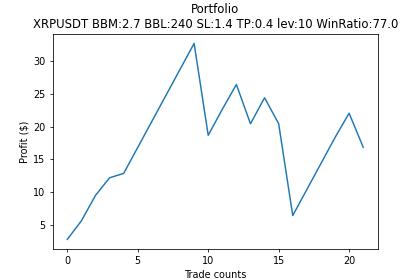 Portfolio
XRPUSDT BBM:2.7 BBL:240 SL:1.4 TP:0.4 lev:10 WinRatio:77.0
Profit ($)
30
25
20
15
10
5
0
5
10
15
20
Trade counts